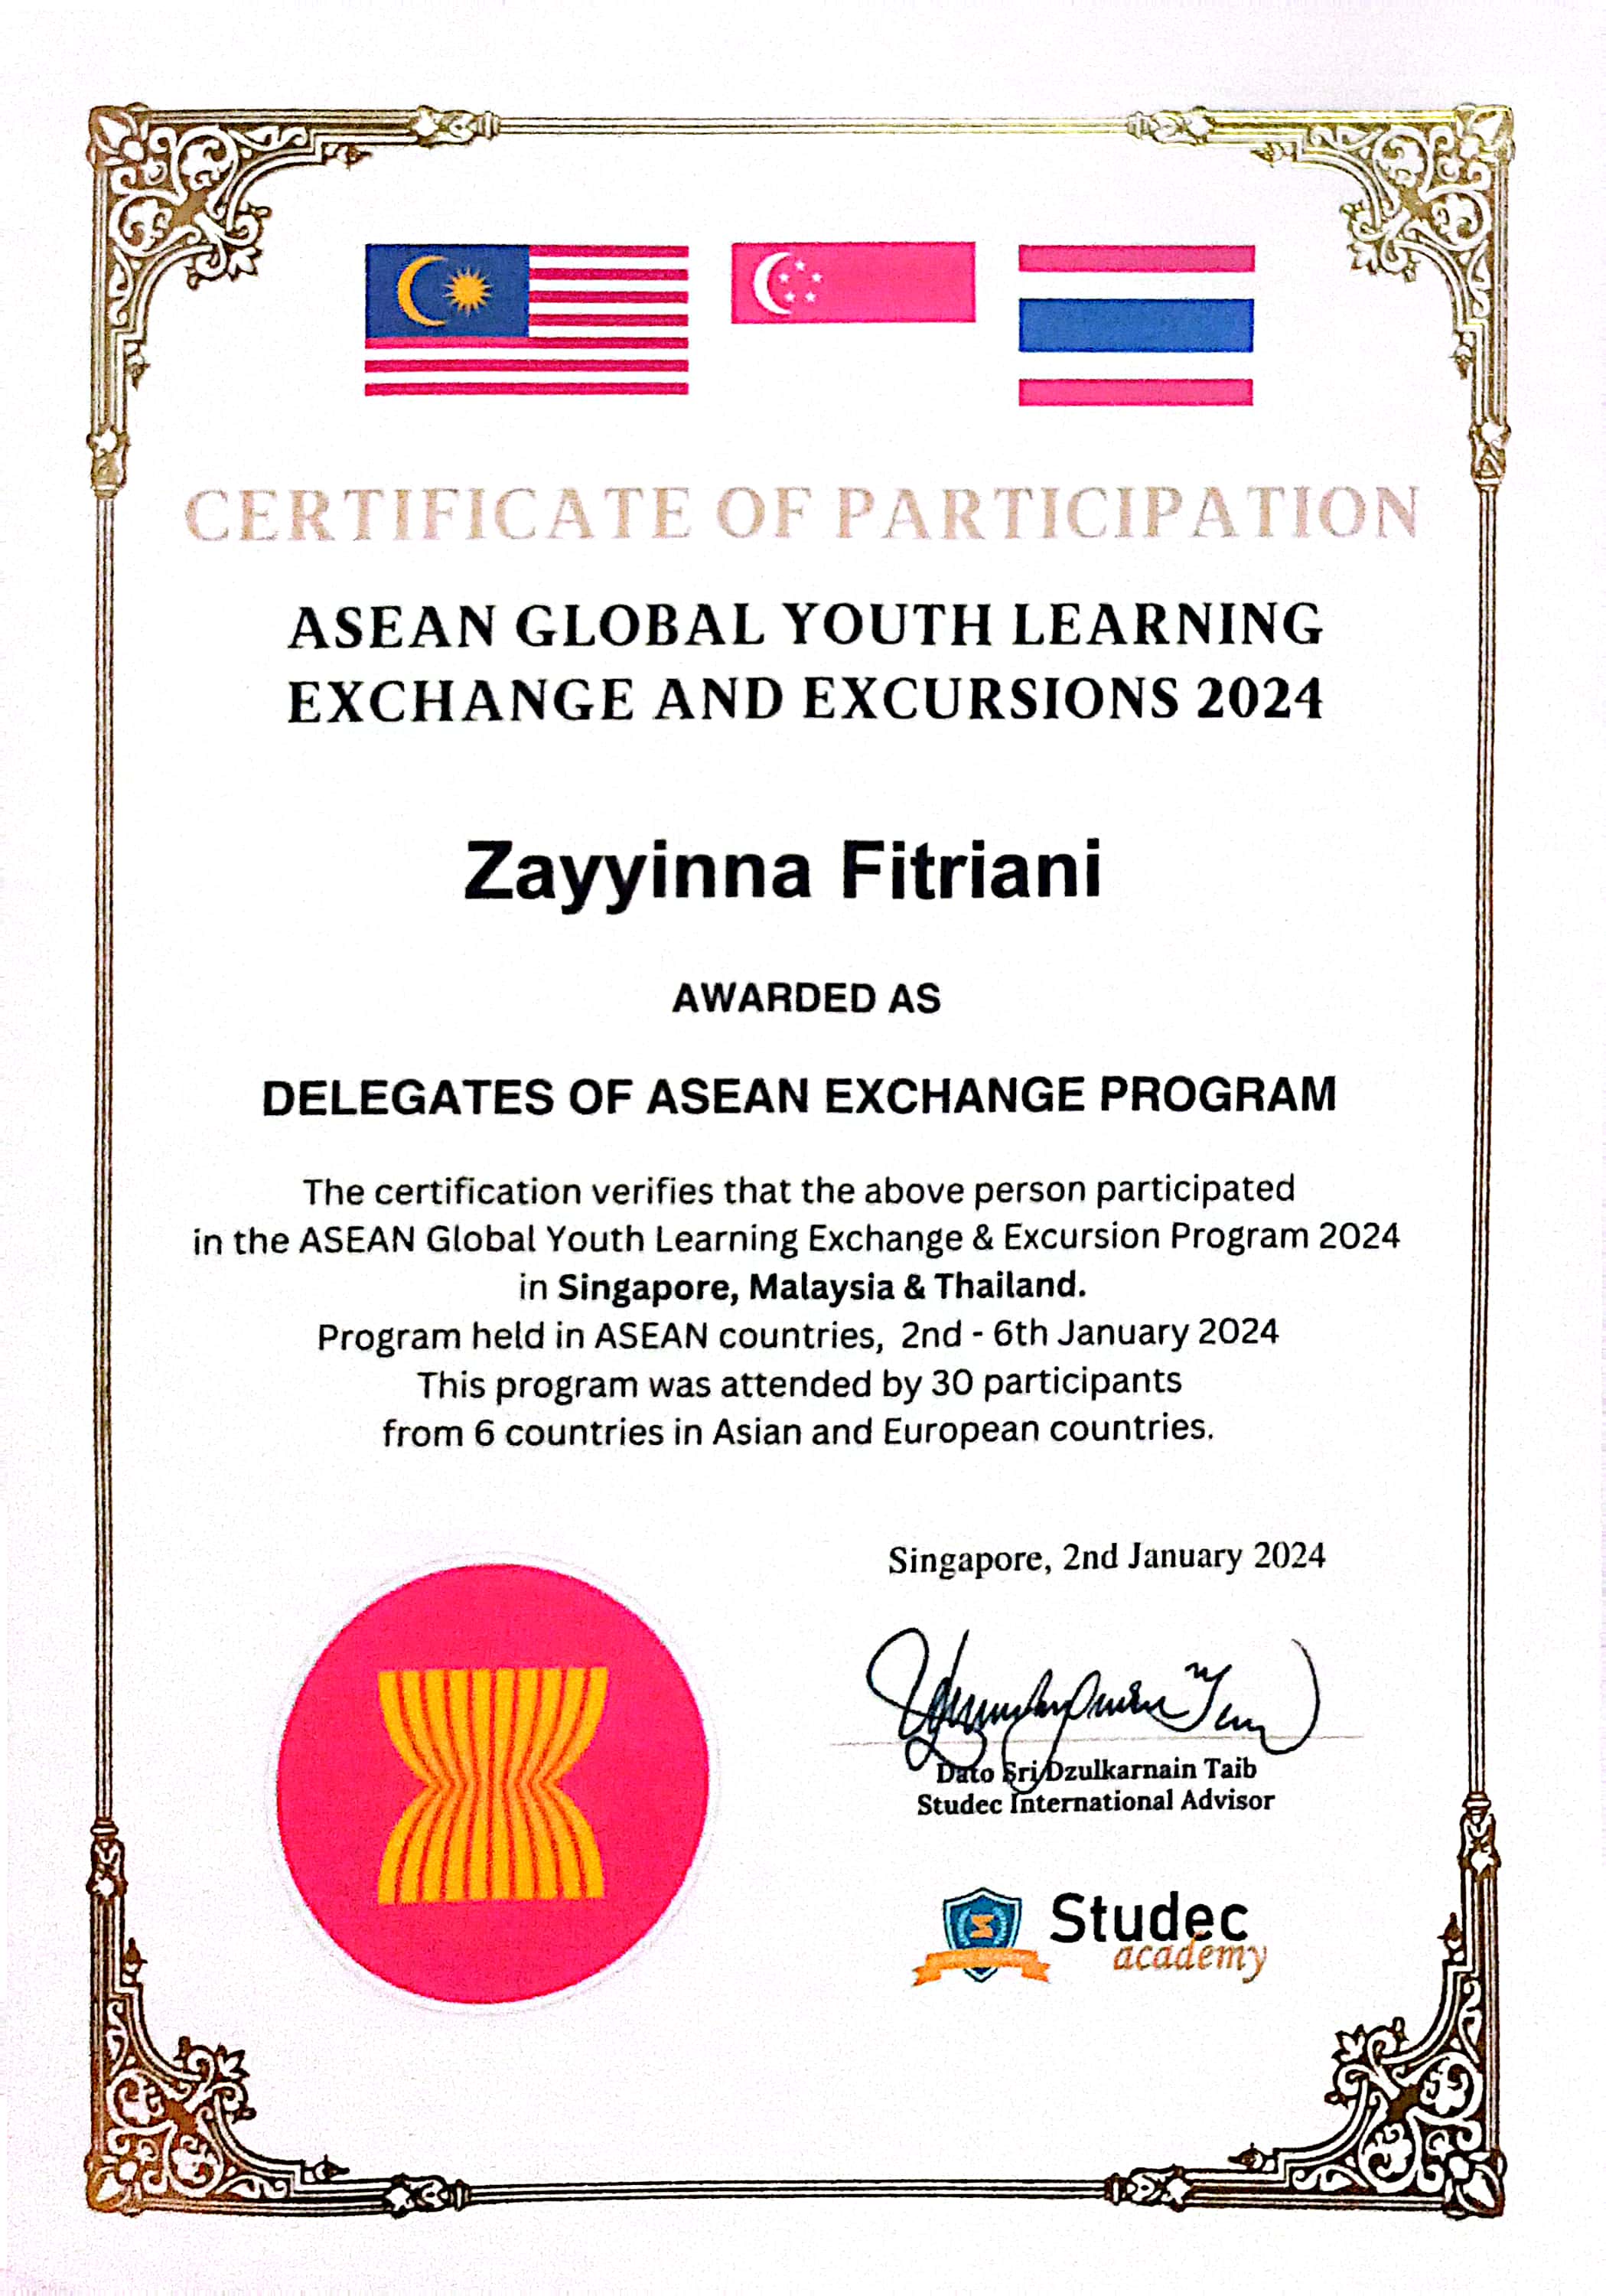 CERTIFICATE OF PARTICIPATION
ASEAN GLOBAL YOUTH LEARNING
EXCHANGE AND EXCURSIONS 2024
Zayyinna Fitriani
AWARDED AS
DELEGATES OF ASEAN EXCHANGE PROGRAM
The certification verifies that the above person participated
in the ASEAN Global Youth Learning Exchange & Excursion Program 2024
in Singapore, Malaysia & Thailand.
Program held in ASEAN countries, 2nd - 6th January 2024
This program was attended by 30 participants
from 6 countries in Asian and European countries.
Singapore, 2nd January 2024
Dato Sri Dzulkarnain Taib
Studec International Advisor
Studec
academy